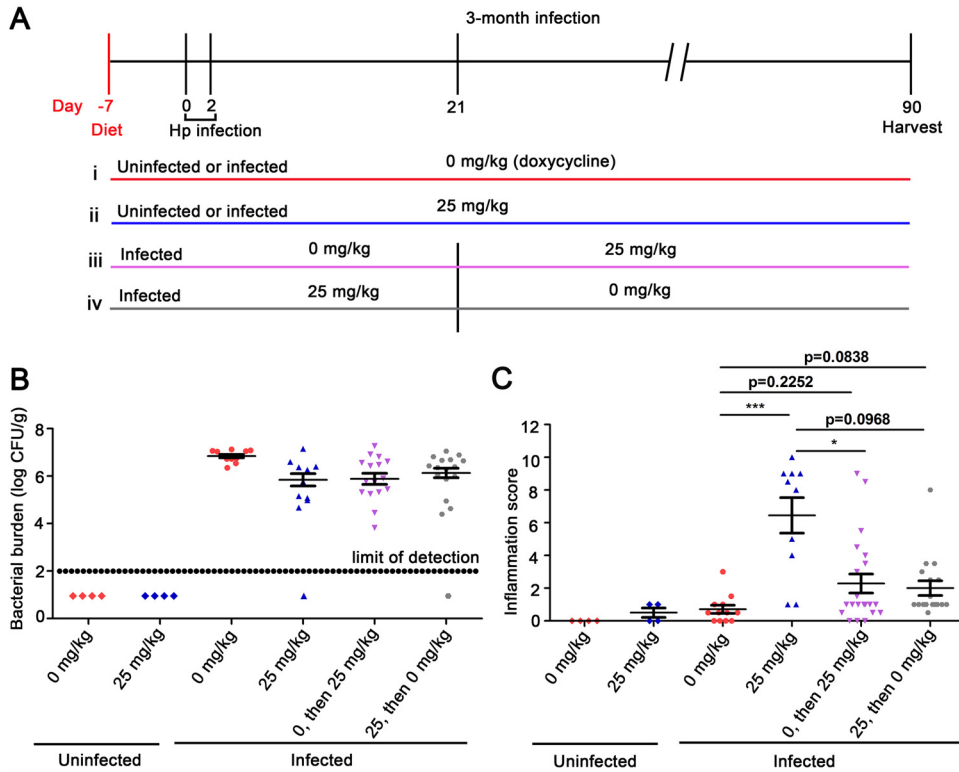 A
3-month infection
Day -7 0 2 21 90
Diet Hp infection Harvest
i Uninfected or infected 0 mg/kg (doxycycline)
ii Uninfected or infected 25 mg/kg
iii Infected 0 mg/kg 25 mg/kg
iv Infected 25 mg/kg 0 mg/kg
B
Bacterial burden (log CFU/g)
8
6
4
2
0
limit of detection
0 mg/kg
25 mg/kg
0 mg/kg
25 mg/kg
0, then 25 mg/kg
25, then 0 mg/kg
Uninfected
Infected
C
p=0.0838
p=0.2252
***
p=0.0968
*
Inflammation score
12
10
8
6
4
2
0
0 mg/kg
25 mg/kg
0 mg/kg
25 mg/kg
0, then 25 mg/kg
25, then 0 mg/kg
Uninfected
Infected